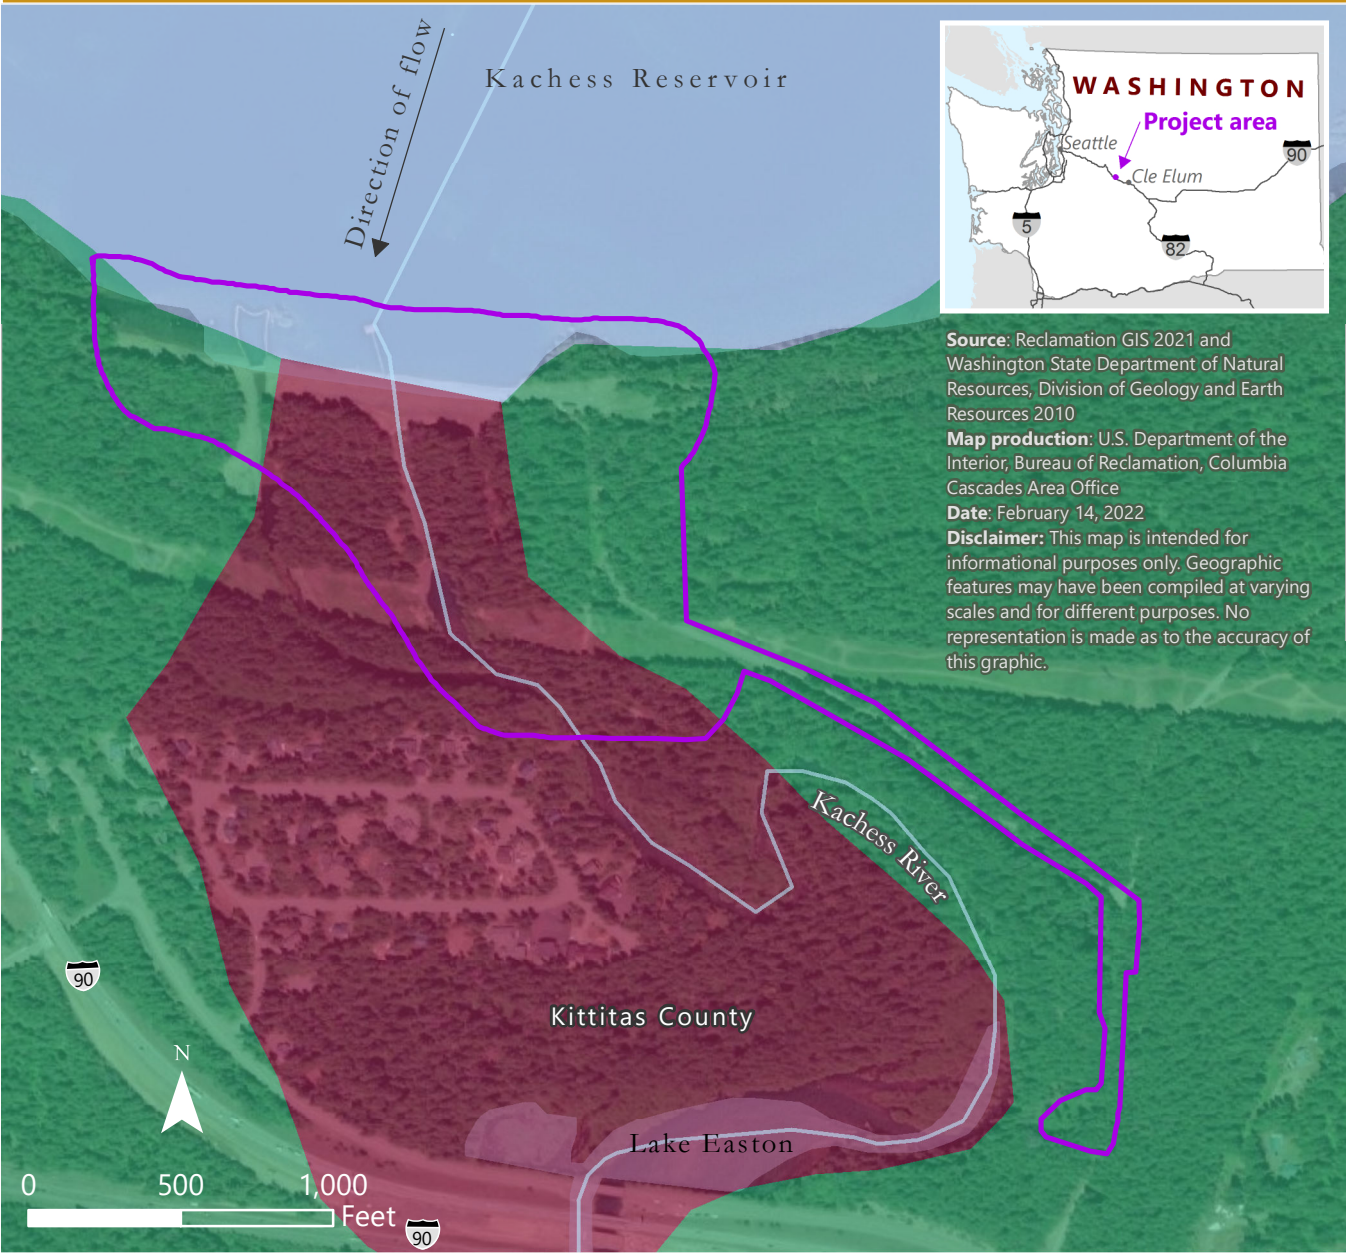 Direction of flow
Kachess Reservoir
WASHINGTON
Project area
Seattle
Cle Elum
90
5
82
Source: Reclamation GIS 2021 and
Washington State Department of Natural
Resources, Division of Geology and Earth
Resources 2010
Map production: U.S. Department of the
Interior, Bureau of Reclamation, Columbia
Cascades Area Office
Date: February 14, 2022
Disclaimer: This map is intended for
informational purposes only. Geographic
features may have been compiled at varying
scales and for different purposes. No
representation is made as to the accuracy of
this graphic.
Kachess River
90
Kittitas County
N
Lake Easton
0 500 1,000
Feet
90